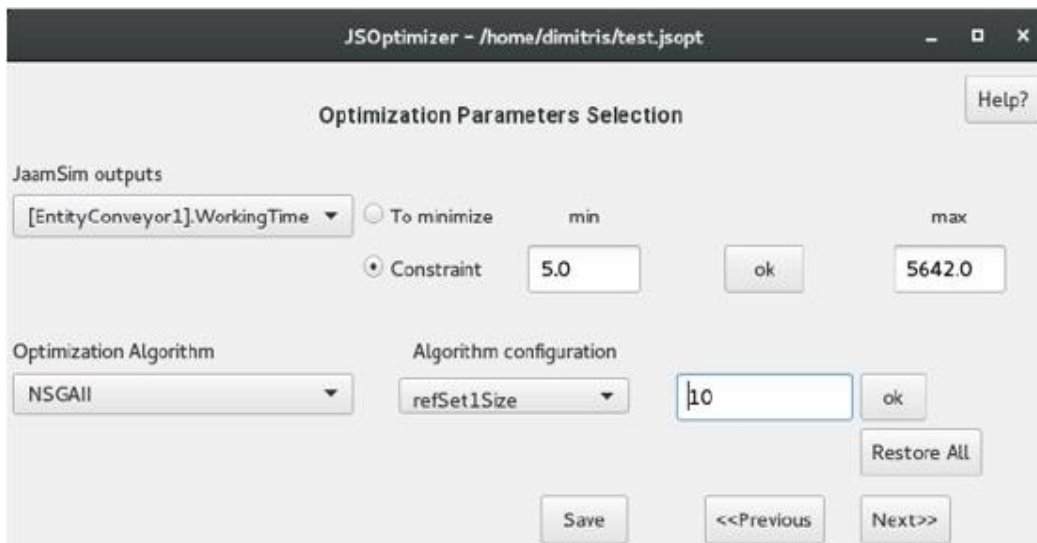 JSOptimizer - /home/dimitris/test.jsopt
Help?
Optimization Parameters Selection
JaamSim outputs
[EntityConveyor1].WorkingTime To minimize min max
Constraint 5.0 ok 5642.0
Optimization Algorithm Algorithm configuration
NSGAII refSet1Size 10 ok
Restore All
Save <<Previous Next>>